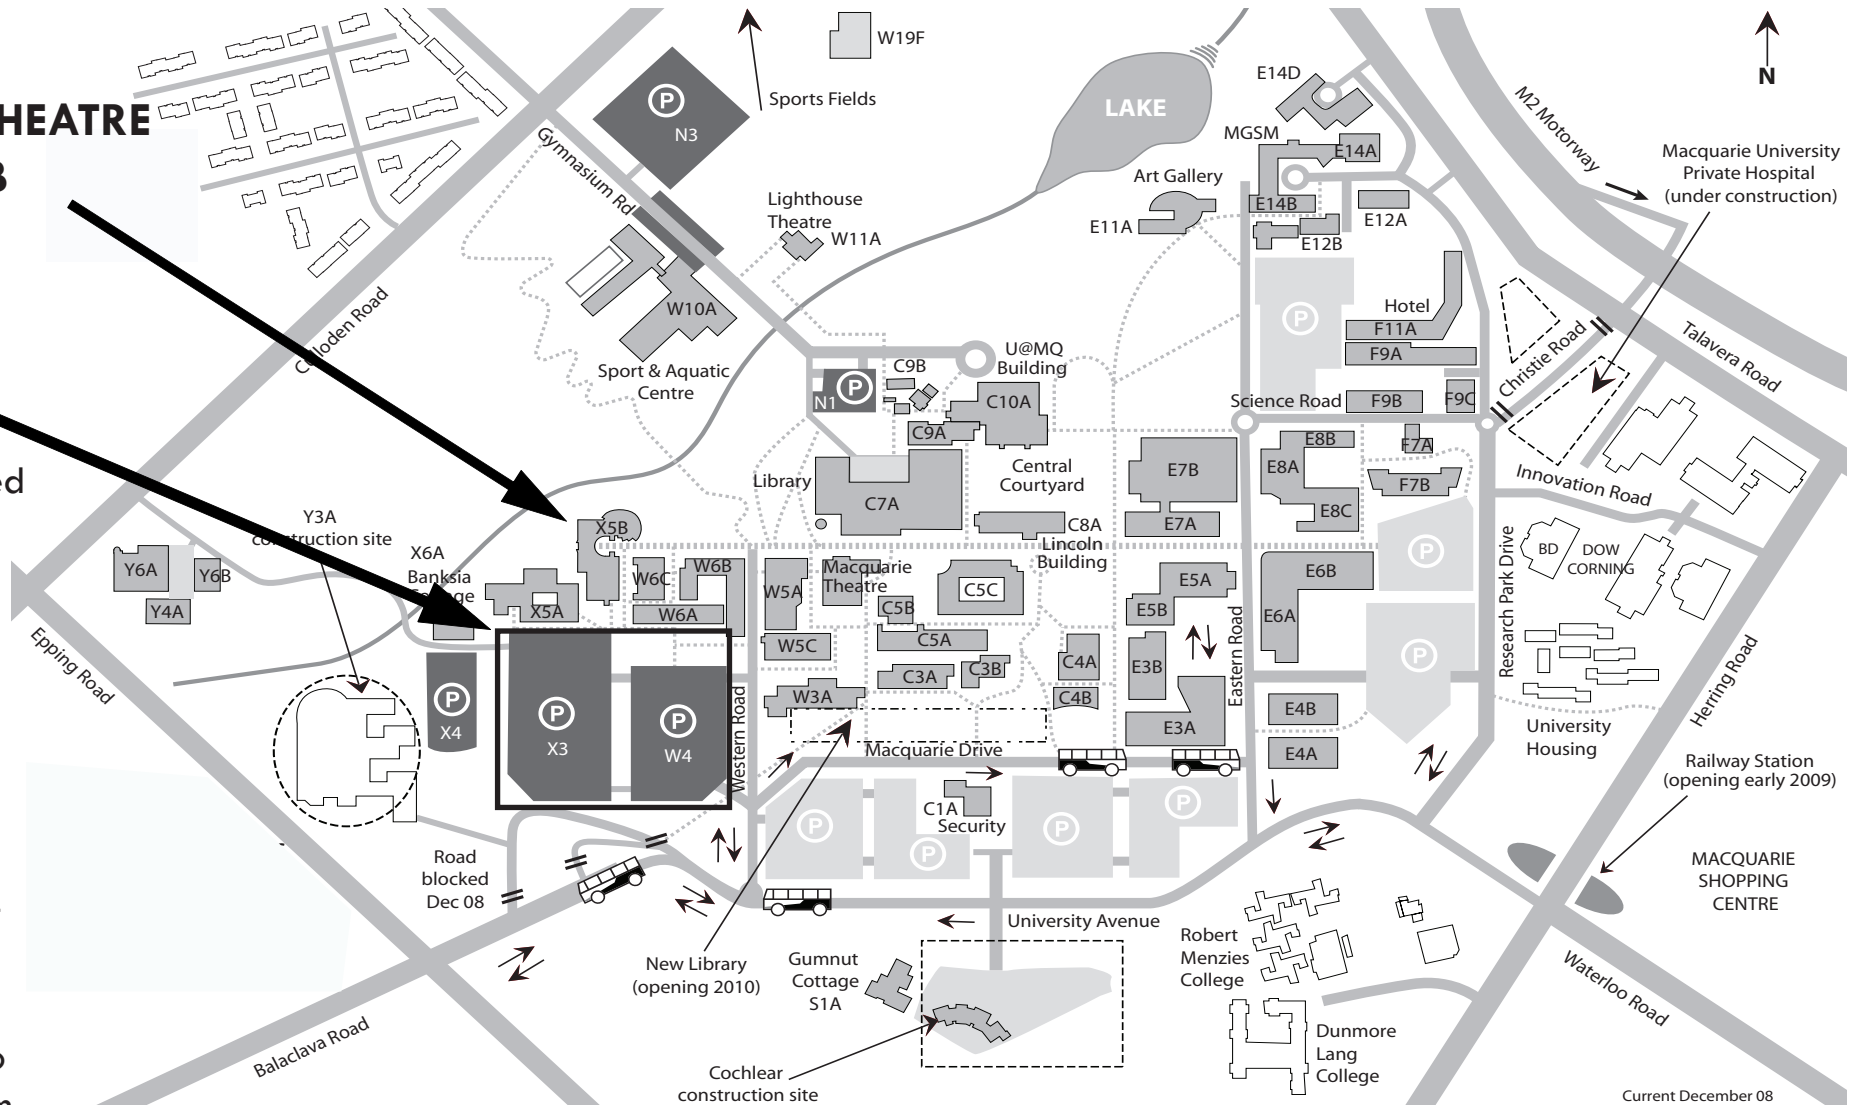 W19F
N
HEATRE
P
N3
Sports Fields
LAKE
E14D
MGSM
E14A
M2 Motorway
Macquarie University
Private Hospital
(under construction)
Gymnasium Rd
Lighthouse
Theatre
W11A
Art Gallery
E11A
E14B
E12A
E12B
W10A
Culloden Road
Sport & Aquatic
Centre
P
Hotel
F11A
F9A
Christie Road
Talavera Road
U@MQ
Building
C9B
P
N1
C10A
C9A
Science Road
F9B
F9C
Library
C7A
Central
Courtyard
E7B
E7A
E8B
E8A
E8C
F7A
F7B
Innovation Road
ed
Y3A
construction site
X5B
C8A
Lincoln
Building
P
Research Park Drive
BD
DOW
CORNING
X6A
Banksia
Y6A
Y6B
Y4A
X5A
W6C
W6B
W6A
W5A
Macquarie
Theatre
C5B
C5C
C5A
W5C
E5A
E5B
E6B
E6A
Epping Road
P
X4
P
X3
P
W4
Western Road
W3A
C3A
C3B
C4A
C4B
E3B
E3A
Eastern Road
P
E4B
E4A
University
Housing
Herring Road
Macquarie Drive
Railway Station
(opening early 2009)
P
C1A
Security
P
P
P
Road
blocked
Dec 08
MACQUARIE
SHOPPING
CENTRE
University Avenue
New Library
(opening 2010)
Gumnut
Cottage
S1A
Robert
Menzies
College
Waterloo Road
Balaclava Road
Cochlear
construction site
Dunmore
Lang
College
Current December 08